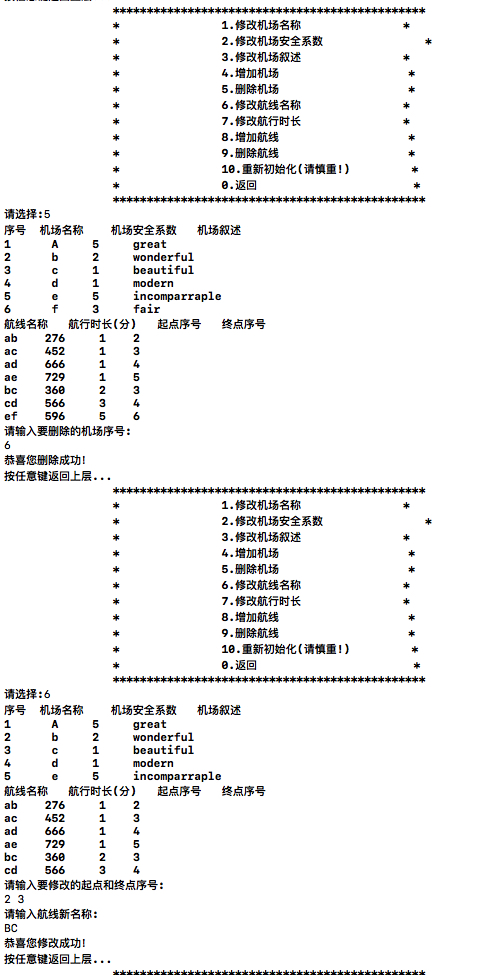 **********************************************
* 1.修改机场名称 *
* 2.修改机场安全系数 *
* 3.修改机场叙述 *
* 4.增加机场 *
* 5.删除机场 *
* 6.修改航线名称 *
* 7.修改航行时长 *
* 8.增加航线 *
* 9.删除航线 *
* 10.重新初始化(请慎重!) *
* 0.返回 *
**********************************************
请选择:5
序号 机场名称 机场安全系数 机场叙述
1 A 5 great
2 b 2 wonderful
3 c 1 beautiful
4 d 1 modern
5 e 5 incomparraple
6 f 3 fair
航线名称 航行时长(分) 起点序号 终点序号
ab 276 1 2
ac 452 1 3
ad 666 1 4
ae 729 1 5
bc 360 2 3
cd 566 3 4
ef 596 5 6
请输入要删除的机场序号:
6
恭喜您删除成功!
按任意键返回上层...
**********************************************
* 1.修改机场名称 *
* 2.修改机场安全系数 *
* 3.修改机场叙述 *
* 4.增加机场 *
* 5.删除机场 *
* 6.修改航线名称 *
* 7.修改航行时长 *
* 8.增加航线 *
* 9.删除航线 *
* 10.重新初始化(请慎重!) *
* 0.返回 *
**********************************************
请选择:6
序号 机场名称 机场安全系数 机场叙述
1 A 5 great
2 b 2 wonderful
3 c 1 beautiful
4 d 1 modern
5 e 5 incomparraple
航线名称 航行时长(分) 起点序号 终点序号
ab 276 1 2
ac 452 1 3
ad 666 1 4
ae 729 1 5
bc 360 2 3
cd 566 3 4
请输入要修改的起点和终点序号:
2 3
请输入航线新名称:
BC
恭喜您修改成功!
按任意键返回上层...
**********************************************